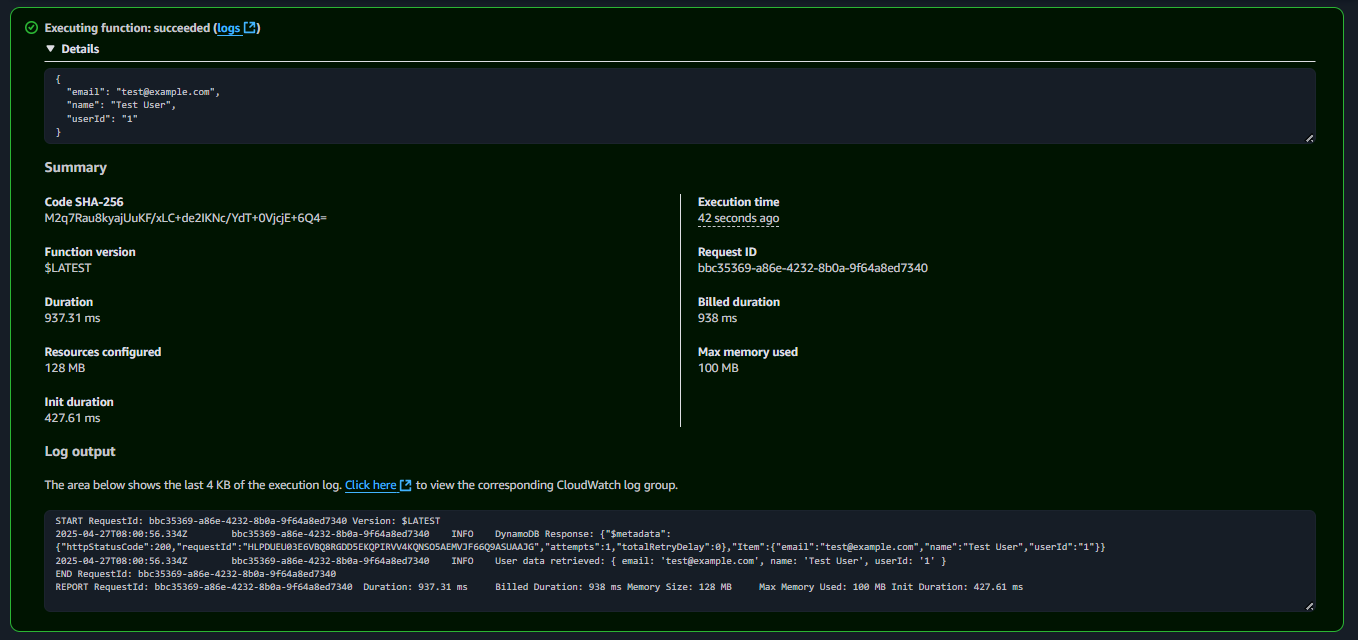 Executing function: succeeded (logs)
Details
{
"email": "test@example.com",
"name": "Test User",
"userId": "1"
}
Summary
Code SHA-256
M2q7Rau8kyajUuKF/xLC+de2IKNc/YdT+0VjcjE+6Q4=
Function version
$LATEST
Duration
937.31 ms
Resources configured
128 MB
Init duration
427.61 ms
Execution time
42 seconds ago
Request ID
bbc35369-a86e-4232-8b0a-9f64a8ed7340
Billed duration
938 ms
Max memory used
100 MB
Log output
The area below shows the last 4 KB of the execution log. Click here to view the corresponding CloudWatch log group.
START RequestId: bbc35369-a86e-4232-8b0a-9f64a8ed7340 Version: $LATEST
2025-04-27T08:00:56.334Z bbc35369-a86e-4232-8b0a-9f64a8ed7340 INFO DynamoDB Response: {"$metadata":
{"httpStatusCode":200,"requestId":"HLPDUEU03E6VBQ8RGDD5EKQPIRVV4KQNSO5AEMVJF66Q9ASUAAJG","attempts":1,"totalRetryDelay":0},"Item":{"email":"test@example.com","name":"Test User","userId":"1"}}
2025-04-27T08:00:56.334Z bbc35369-a86e-4232-8b0a-9f64a8ed7340 INFO User data retrieved: { email: 'test@example.com', name: 'Test User', userId: '1' }
END RequestId: bbc35369-a86e-4232-8b0a-9f64a8ed7340
REPORT RequestId: bbc35369-a86e-4232-8b0a-9f64a8ed7340 Duration: 937.31 ms Billed Duration: 938 ms Memory Size: 128 MB Max Memory Used: 100 MB Init Duration: 427.61 ms